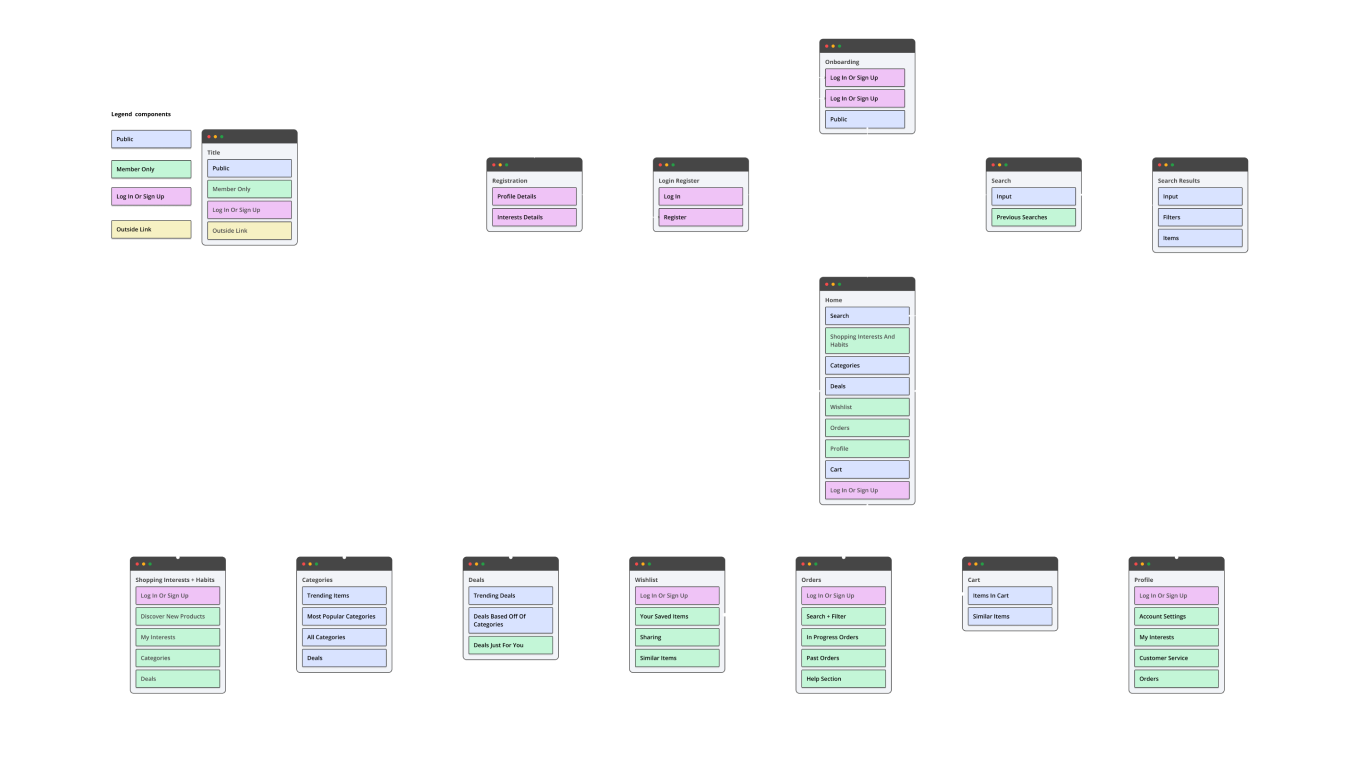 Onboarding
Log In Or Sign Up
Log In Or Sign Up
Public
Legend components
Public
Member Only
Log In Or Sign Up
Outside Link
Title
Public
Member Only
Log In Or Sign Up
Outside Link
Registration
Profile Details
Interests Details
Login Register
Log In
Register
Search
Input
Previous Searches
Search Results
Input
Filters
Items
Home
Search
Shopping Interests And
Habits
Categories
Deals
Wishlist
Orders
Profile
Cart
Log In Or Sign Up
Shopping Interests + Habits
Log In Or Sign Up
Discover New Products
My Interests
Categories
Deals
Categories
Trending Items
Most Popular Categories
All Categories
Deals
Deals
Trending Deals
Deals Based Off Of
Categories
Deals Just For You
Wishlist
Log In Or Sign Up
Your Saved Items
Sharing
Similar Items
Orders
Log In Or Sign Up
Search + Filter
In Progress Orders
Past Orders
Help Section
Cart
Items In Cart
Similar Items
Profile
Log In Or Sign Up
Account Settings
My Interests
Customer Service
Orders